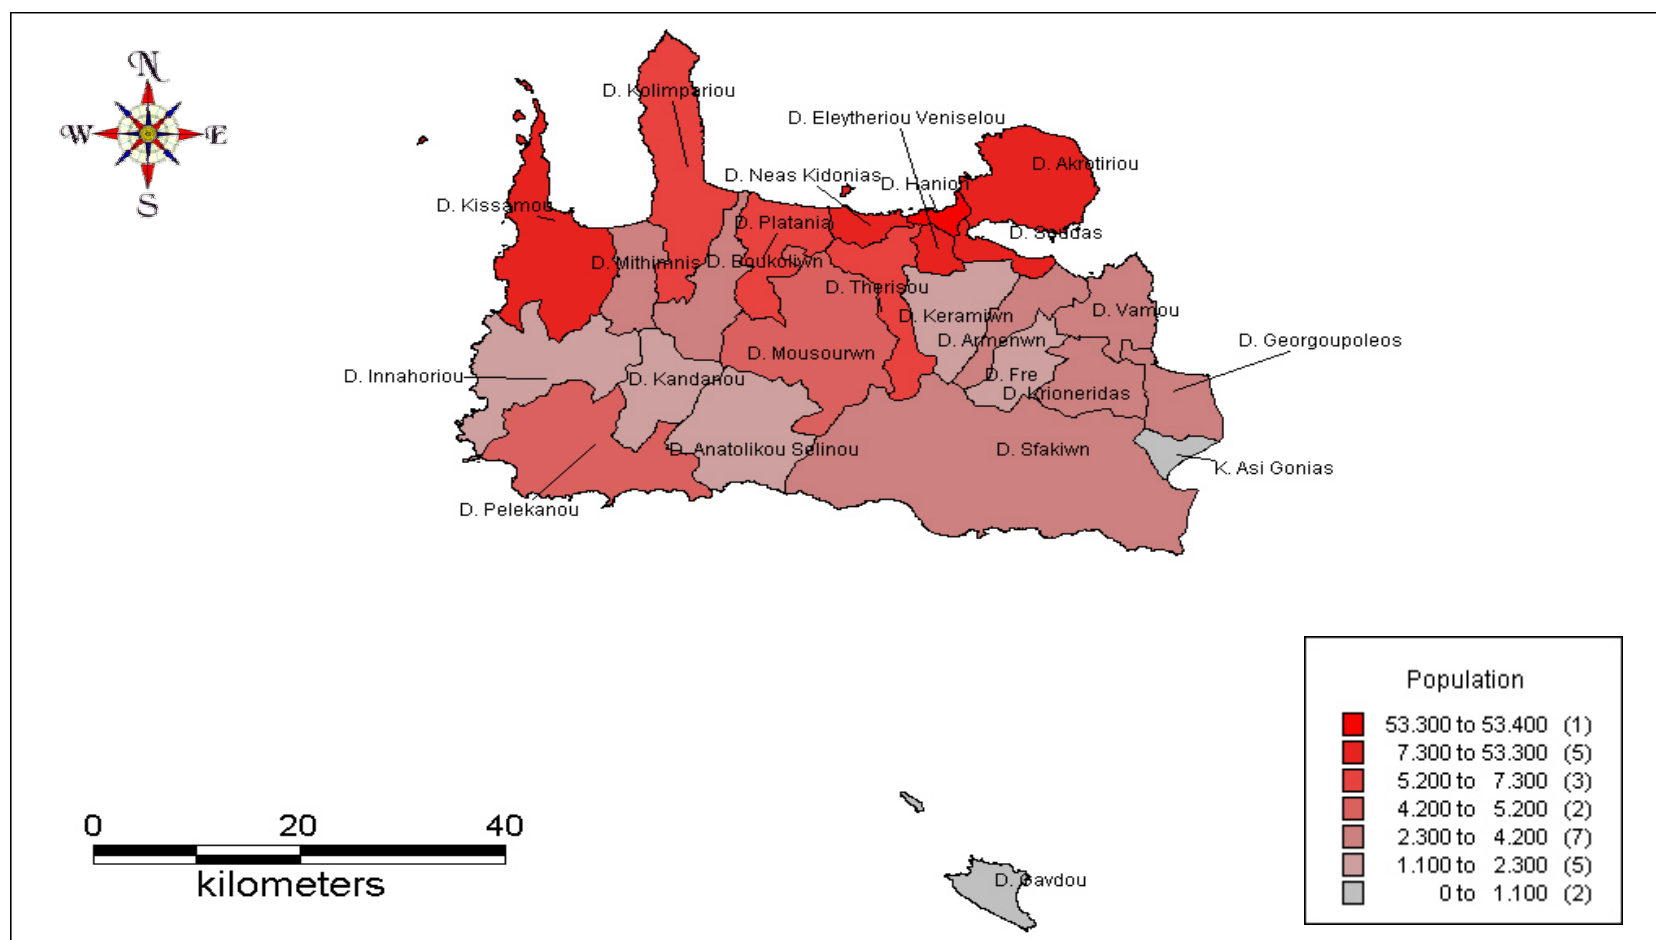 N
W
E
S
D. Kolimpariou
D. Eleytheriou Veniselou
D. Akrotiriou
D. Neas Kidonias
D. Hanion
D. Kissamou
D. Platania
D. Soudas
D. Mithimnis
D. Boukoliwn
D. Therisou
D. Vamou
D. Keramiwn
D. Armenwn
D. Georgoupoleos
D. Mousourwn
D. Innahoriou
D. Kandanou
D. Fre
D. Krioneridas
D. Anatolikou Selinou
D. Sfakiwn
K. Asi Gonias
D. Pelekanou
D. Gavdou
0 20 40
kilometers
Population
53.300 to 53.400 (1)
7.300 to 53.300 (5)
5.200 to 7.300 (3)
4.200 to 5.200 (2)
2.300 to 4.200 (7)
1.100 to 2.300 (5)
0 to 1.100 (2)